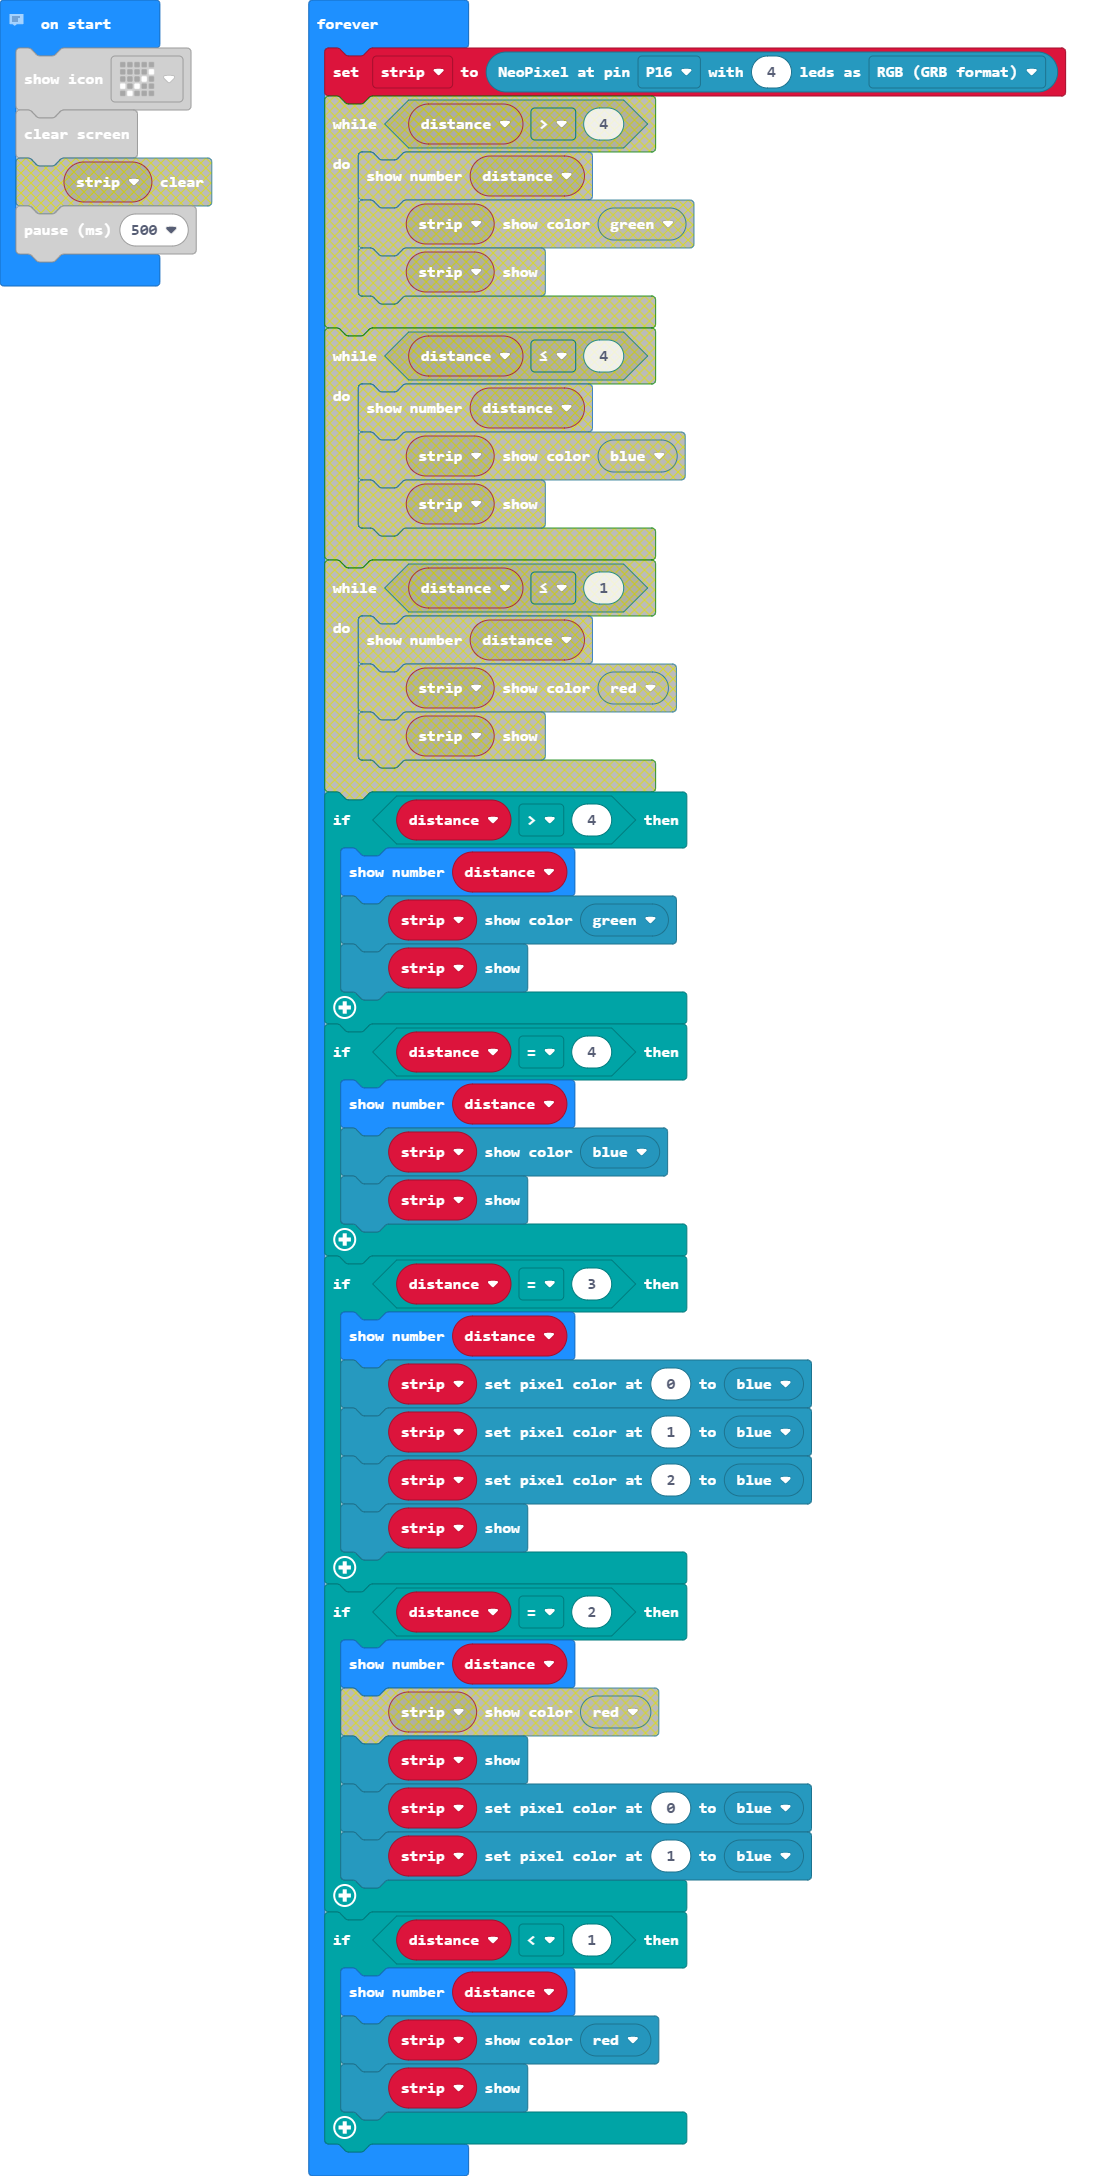 on start
show icon
clear screen
strip clear
pause (ms) 500
forever
set strip to NeoPixel at pin P16 with 4 leds as RGB (GRB format)
while distance > 4
do
show number distance
strip show color green
strip show
while distance ≤ 4
do
show number distance
strip show color blue
strip show
while distance ≤ 1
do
show number distance
strip show color red
strip show
if distance > 4 then
show number distance
strip show color green
strip show
if distance = 4 then
show number distance
strip show color blue
strip show
if distance = 3 then
show number distance
strip set pixel color at 0 to blue
strip set pixel color at 1 to blue
strip set pixel color at 2 to blue
strip show
if distance = 2 then
show number distance
strip show color red
strip show
strip set pixel color at 0 to blue
strip set pixel color at 1 to blue
if distance < 1 then
show number distance
strip show color red
strip show